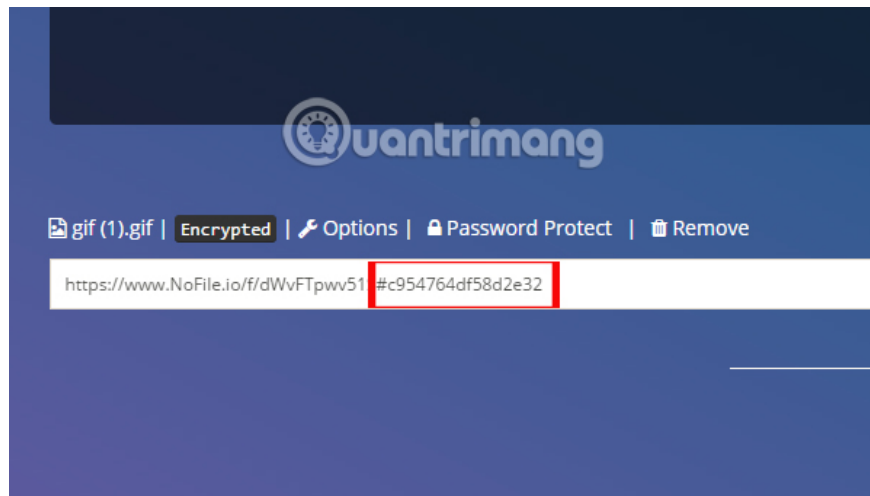 Quantrimang
gif (1).gif | Encrypted | Options | Password Protect | Remove
https://www.NoFile.io/f/dWvFTpwv51 #c954764df58d2e32